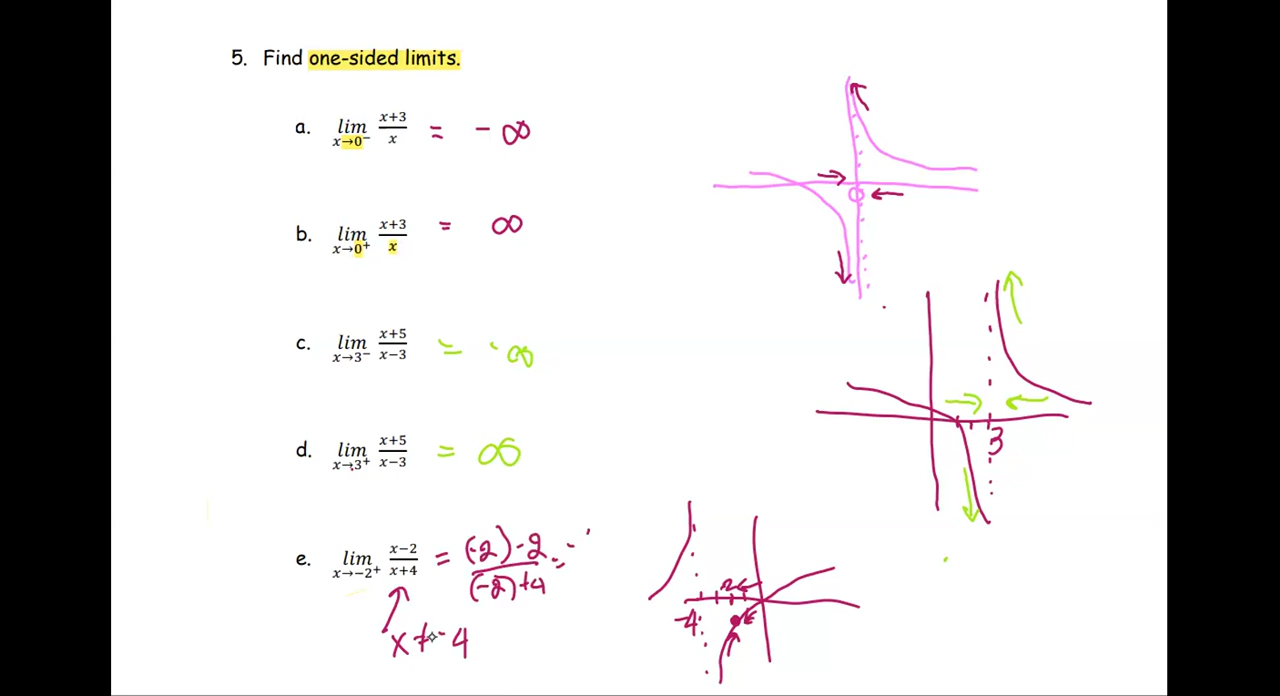 5. Find one-sided limits.
a. lim x→0⁻ x+3/x = - ∞
b. lim x→0⁺ x+3/x = ∞
c. lim x→3⁻ x+5/x−3 = -∞
d. lim x→3⁺ x+5/x−3 = ∞
3
e. lim x→−2⁺ x−2/x+4 = (-2)-2/(-2)+4 =
-4
x≠-4